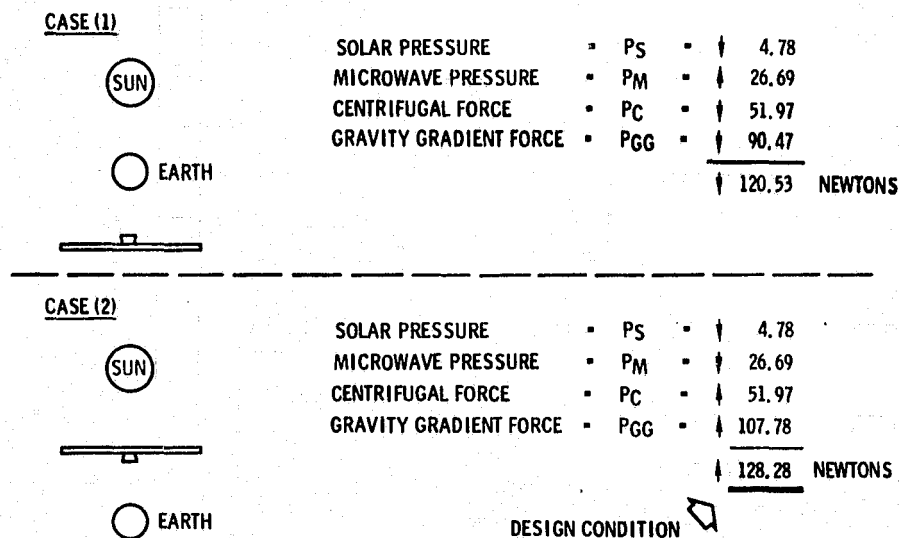 CASE (1)
SUN
EARTH
SOLAR PRESSURE = PS = ↓ 4.78
MICROWAVE PRESSURE = PM = ↑ 26.69
CENTRIFUGAL FORCE = PC = ↓ 51.97
GRAVITY GRADIENT FORCE = PGG = ↓ 90.47
↓ 120.53 NEWTONS
CASE (2)
SUN
EARTH
SOLAR PRESSURE = PS = ↓ 4.78
MICROWAVE PRESSURE = PM = ↓ 26.69
CENTRIFUGAL FORCE = PC = ↑ 51.97
GRAVITY GRADIENT FORCE = PGG = ↑ 107.78
↑ 128.28 NEWTONS
DESIGN CONDITION